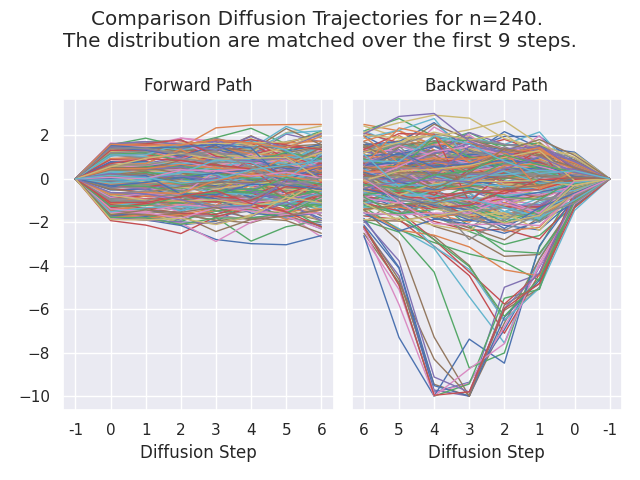 Comparison Diffusion Trajectories for n=240.
The distribution are matched over the first 9 steps.
Forward Path
Backward Path
2
0
−2
−4
−6
−8
−10
-1 0 1 2 3 4 5 6
6 5 4 3 2 1 0 -1
Diffusion Step
Diffusion Step